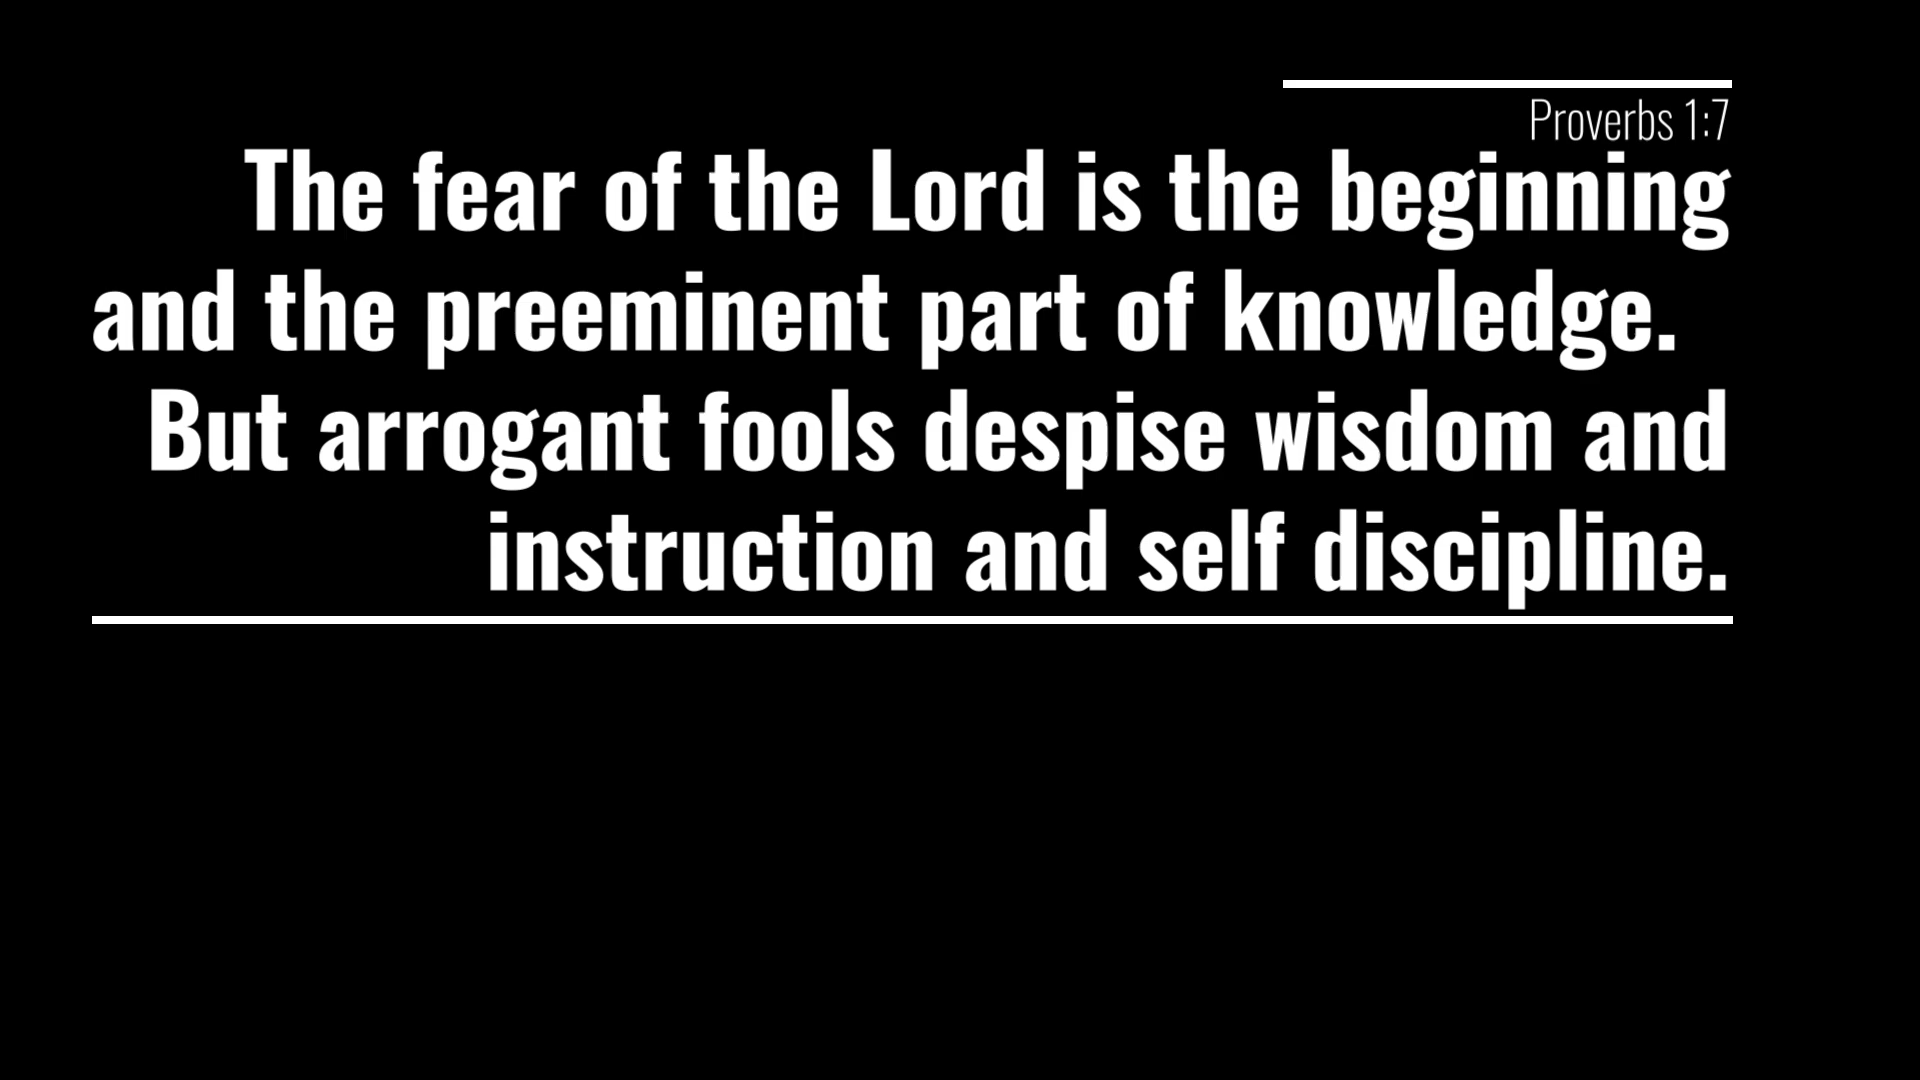 Proverbs 1:7
The fear of the Lord is the beginning
and the preeminent part of knowledge.
But arrogant fools despise wisdom and
instruction and self discipline.